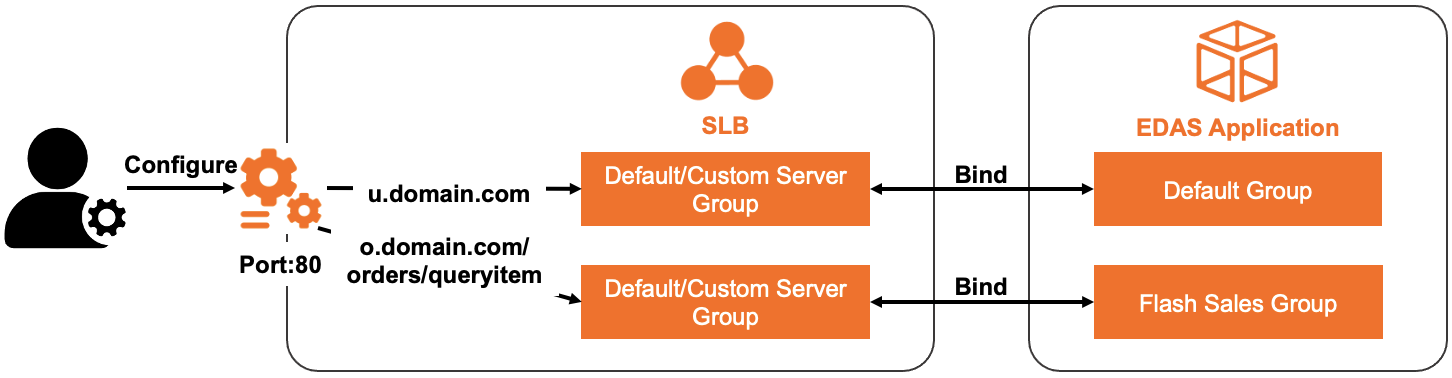 SLB
EDAS Application
Configure
u.domain.com
Default/Custom Server
Group
Bind
Default Group
Port:80
o.domain.com/
orders/queryitem
Default/Custom Server
Group
Bind
Flash Sales Group